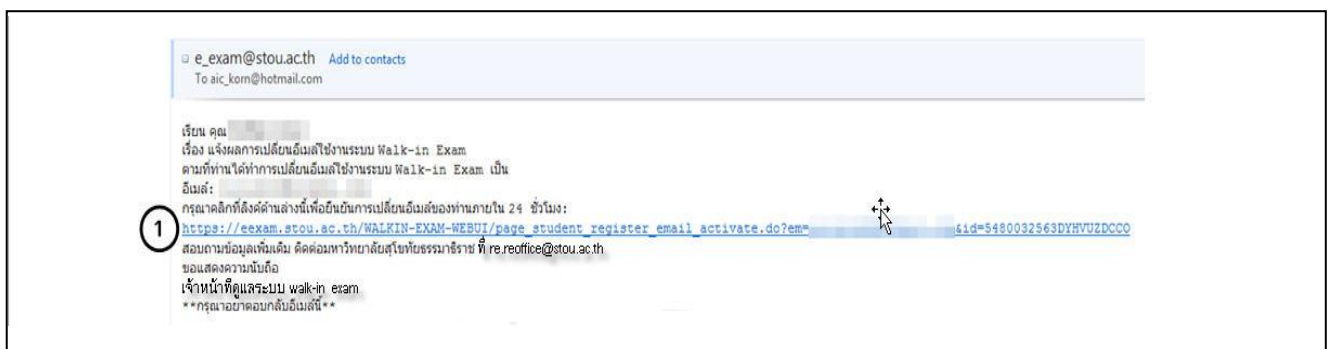 e_exam@stou.ac.th Add to contacts
To aic_korn@hotmail.com
เรียน คุณ
เรื่อง แจ้งผลการเปลี่ยนอีเมล์ใช้งานระบบ Walk-in Exam
ตามที่ท่านได้ทำการเปลี่ยนอีเมล์ใช้งานระบบ Walk-in Exam เป็น
อีเมล์:
กรุณาคลิกที่ลิงค์ด้านล่างนี้เพื่อยืนยันการเปลี่ยนอีเมล์ของท่านภายใน 24 ชั่วโมง:
1 https://eexam.stou.ac.th/WALKIN-EXAM-WEBUI/page_student_register_email_activate.do?em= &id=5480032563DYHVUZDCCO
สอบถามข้อมูลเพิ่มเติม ติดต่อมหาวิทยาลัยสุโขทัยธรรมาธิราช ที่ re.reoffice@stou.ac.th
ขอแสดงความนับถือ
เจ้าหน้าที่ดูแลระบบ walk-in exam
**กรุณาอย่าตอบกลับอีเมล์นี้**